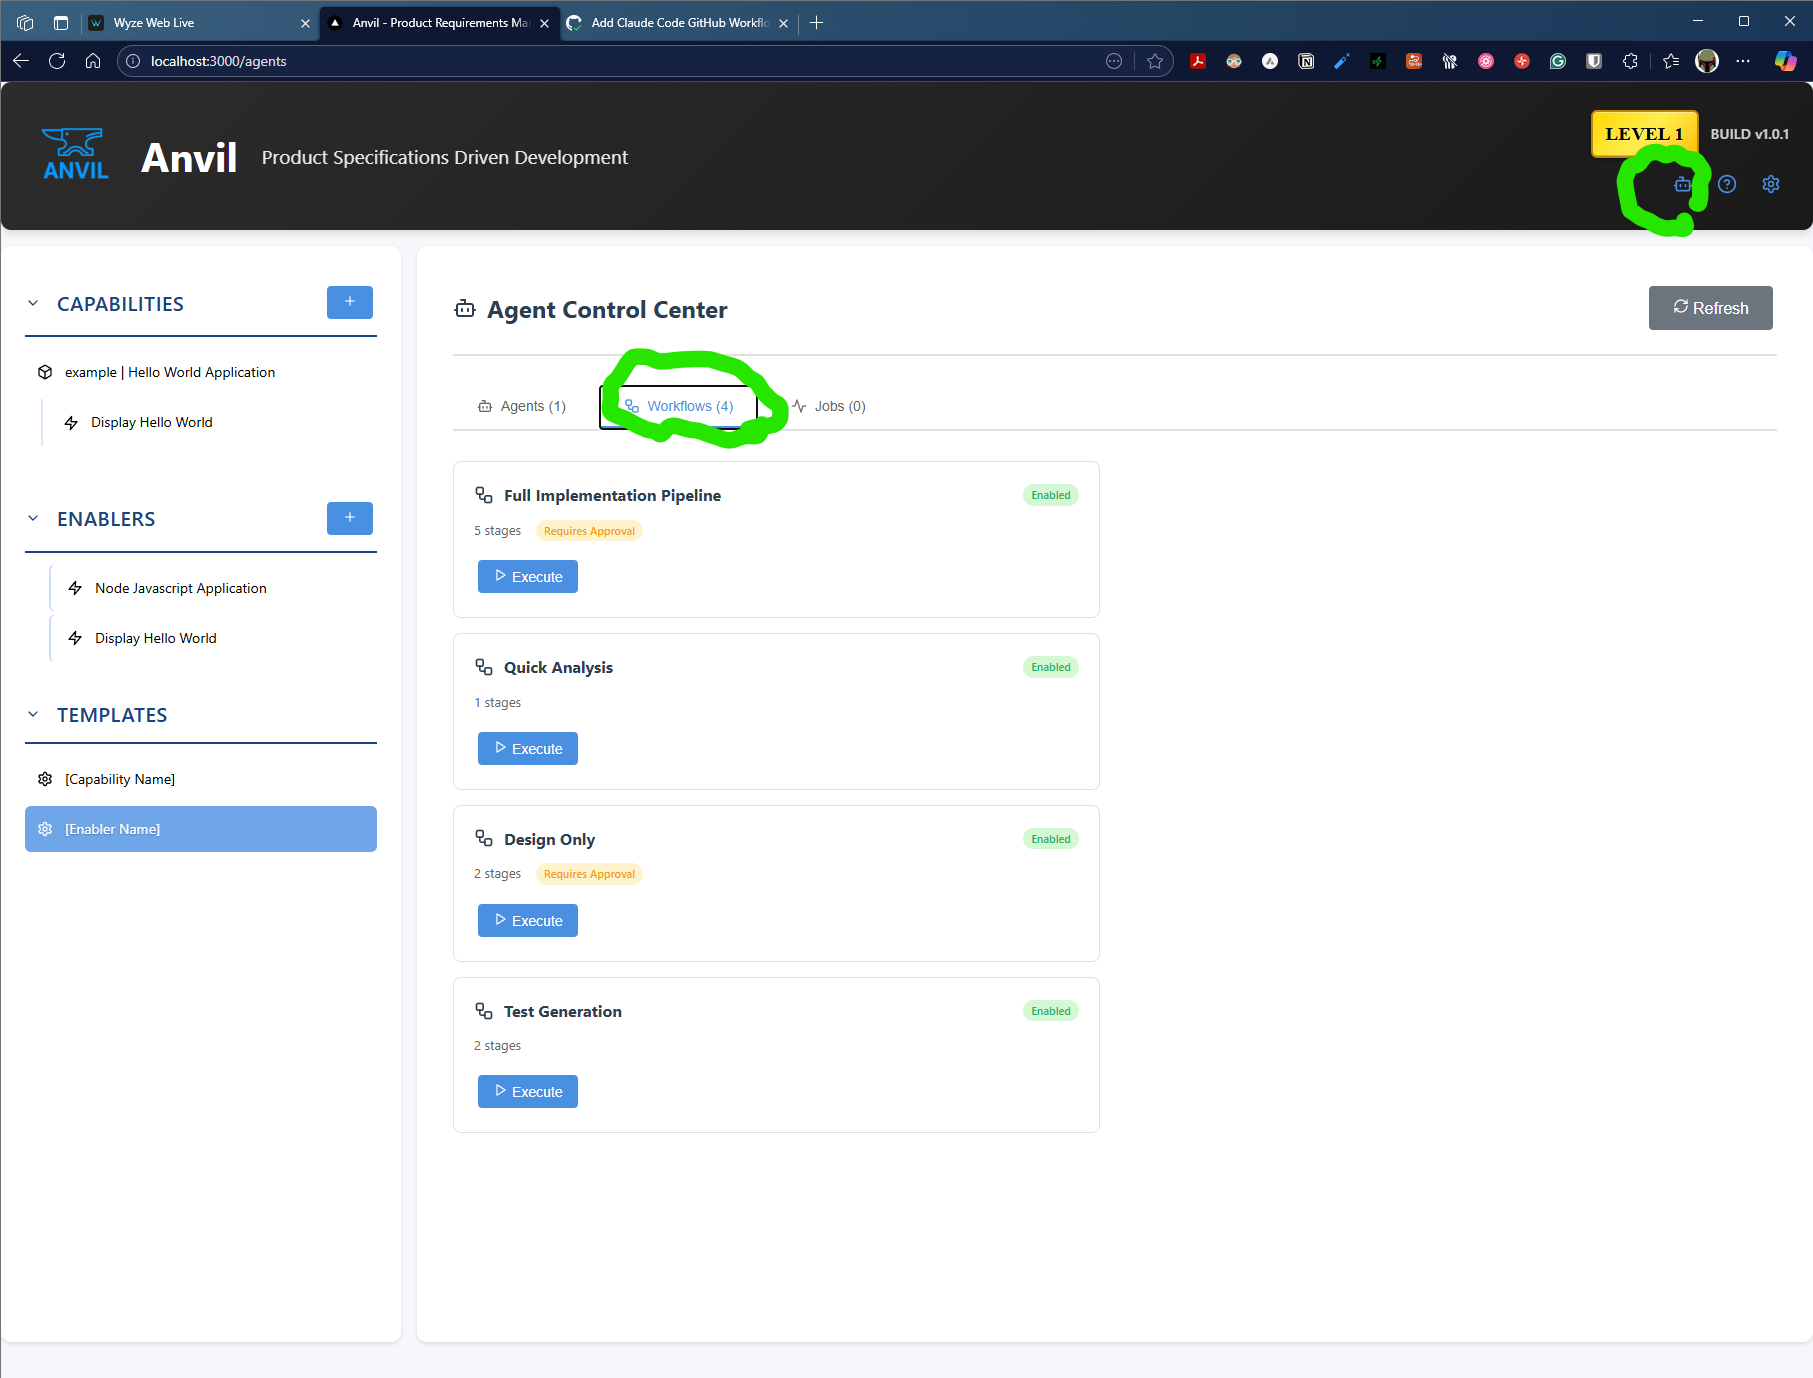 Wyze Web Live
Anvil - Product Requirements Ma
Add Claude Code GitHub Workflo
localhost:3000/agents
ANVIL
Anvil
Product Specifications Driven Development
LEVEL 1
BUILD v1.0.1
CAPABILITIES
+
example | Hello World Application
Display Hello World
ENABLERS
+
Node Javascript Application
Display Hello World
TEMPLATES
[Capability Name]
[Enabler Name]
Agent Control Center
Refresh
Agents (1)
Workflows (4)
Jobs (0)
Full Implementation Pipeline
Enabled
5 stages
Requires Approval
Execute
Quick Analysis
Enabled
1 stages
Execute
Design Only
Enabled
2 stages
Requires Approval
Execute
Test Generation
Enabled
2 stages
Execute